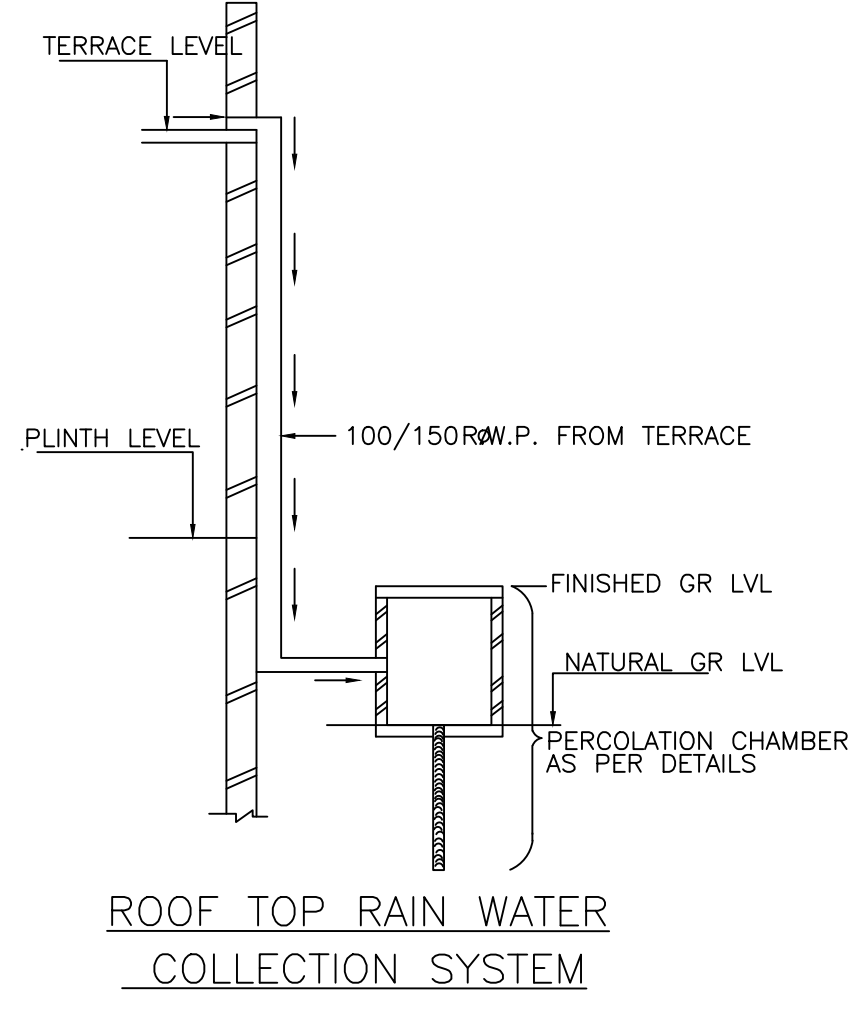 TERRACE LEVEL
PLINTH LEVEL
100/150 Ø R.W.P. FROM TERRACE
FINISHED GR LVL
NATURAL GR LVL
PERCOLATION CHAMBER
AS PER DETAILS
ROOF TOP RAIN WATER
COLLECTION SYSTEM